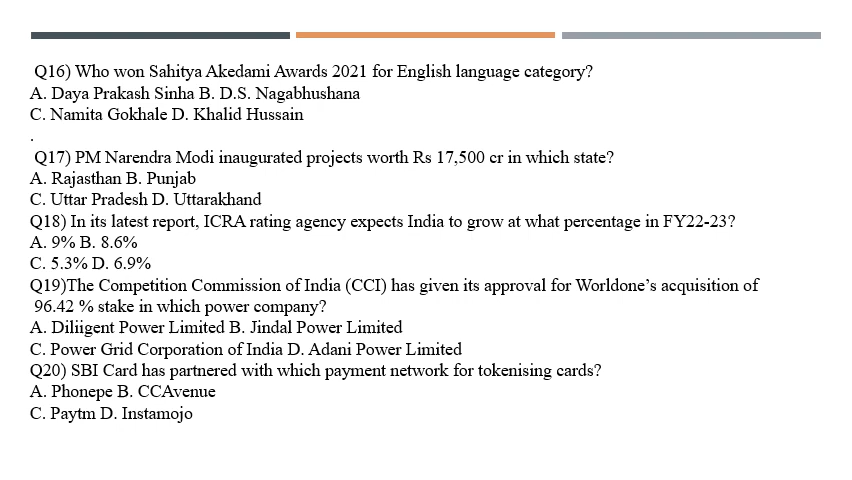 Q16) Who won Sahitya Akedami Awards 2021 for English language category?
A. Daya Prakash Sinha B. D.S. Nagabhushana
C. Namita Gokhale D. Khalid Hussain
.
Q17) PM Narendra Modi inaugurated projects worth Rs 17,500 cr in which state?
A. Rajasthan B. Punjab
C. Uttar Pradesh D. Uttarakhand
Q18) In its latest report, ICRA rating agency expects India to grow at what percentage in FY22-23?
A. 9% B. 8.6%
C. 5.3% D. 6.9%
Q19)The Competition Commission of India (CCI) has given its approval for Worldone’s acquisition of
96.42 % stake in which power company?
A. Diliigent Power Limited B. Jindal Power Limited
C. Power Grid Corporation of India D. Adani Power Limited
Q20) SBI Card has partnered with which payment network for tokenising cards?
A. Phonepe B. CCAvenue
C. Paytm D. Instamojo